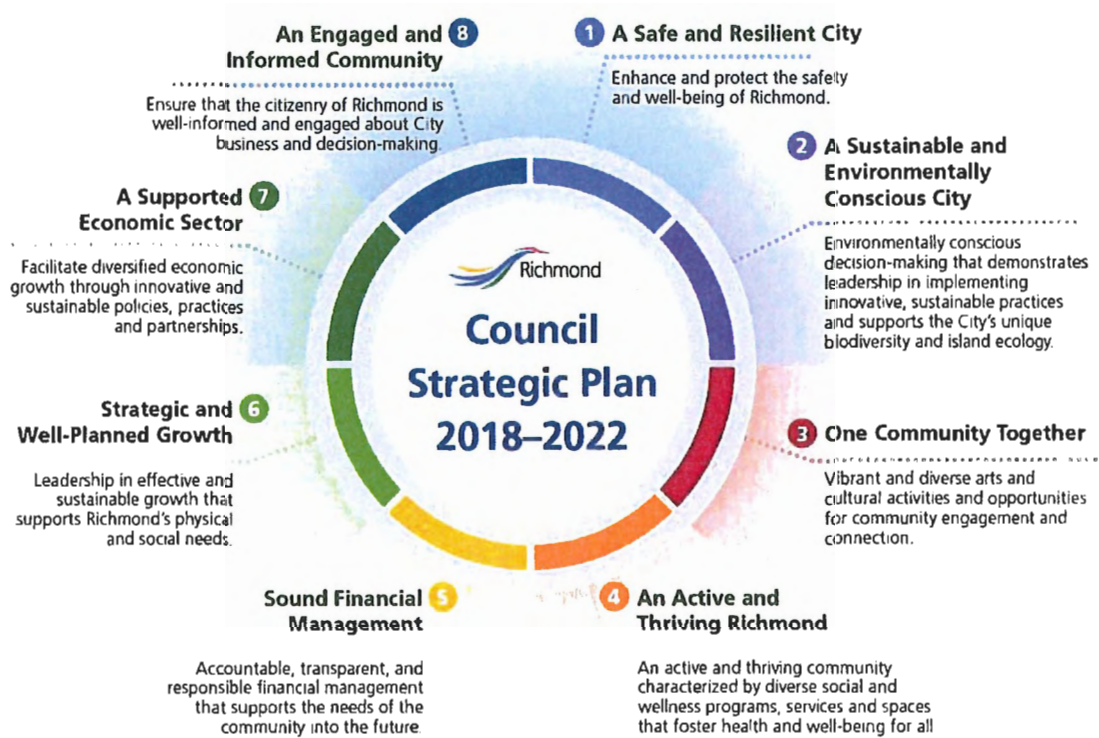 Richmond
Council
Strategic Plan
2018–2022
1 A Safe and Resilient City
Enhance and protect the safety
and well-being of Richmond.
2 A Sustainable and
Environmentally
Conscious City
Environmentally conscious
decision-making that demonstrates
leadership in implementing
innovative, sustainable practices
and supports the City's unique
biodiversity and island ecology.
3 One Community Together
Vibrant and diverse arts and
cultural activities and opportunities
for community engagement and
connection.
4 An Active and
Thriving Richmond
An active and thriving community
characterized by diverse social and
wellness programs, services and spaces
that foster health and well-being for all
5 Sound Financial
Management
Accountable, transparent, and
responsible financial management
that supports the needs of the
community into the future.
6 Strategic and
Well-Planned Growth
Leadership in effective and
sustainable growth that
supports Richmond's physical
and social needs.
7 A Supported
Economic Sector
Facilitate diversified economic
growth through innovative and
sustainable policies, practices
and partnerships.
8 An Engaged and
Informed Community
Ensure that the citizenry of Richmond is
well-informed and engaged about City
business and decision-making.